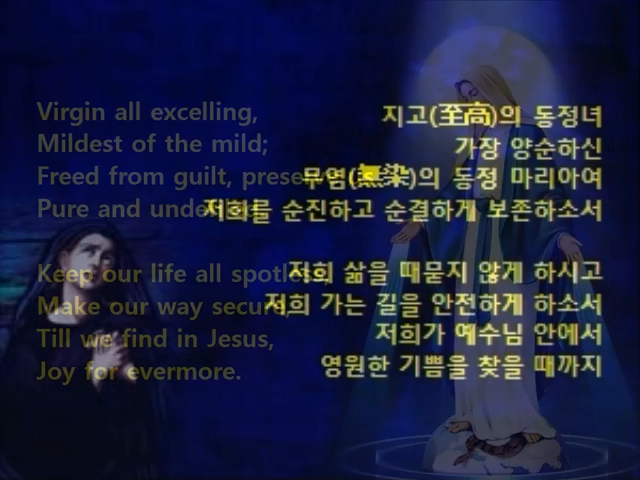 Virgin all excelling,
Mildest of the mild;
Freed from guilt, preserve
Pure and undefiled
Keep our life all spotless,
Make our way secure,
Till we find in Jesus,
Joy for evermore.
지고(至高)의 동정녀
가장 양순하신
무염(無染)의 동정 마리아여
저희를 순진하고 순결하게 보존하소서
저희 삶을 때묻지 않게 하시고
저희 가는 길을 안전하게 하소서
저희가 예수님 안에서
영원한 기쁨을 찾을 때까지